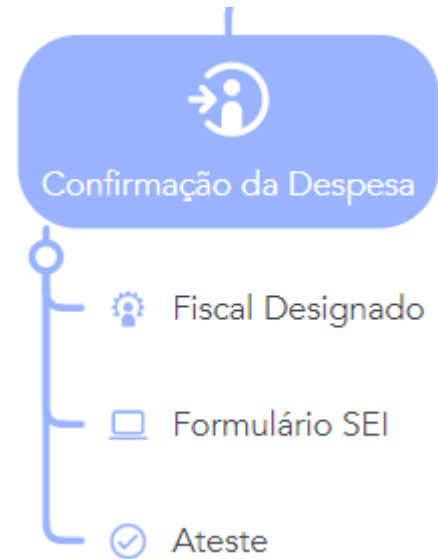 Confirmação da Despesa
Fiscal Designado
Formulário SEI
Ateste